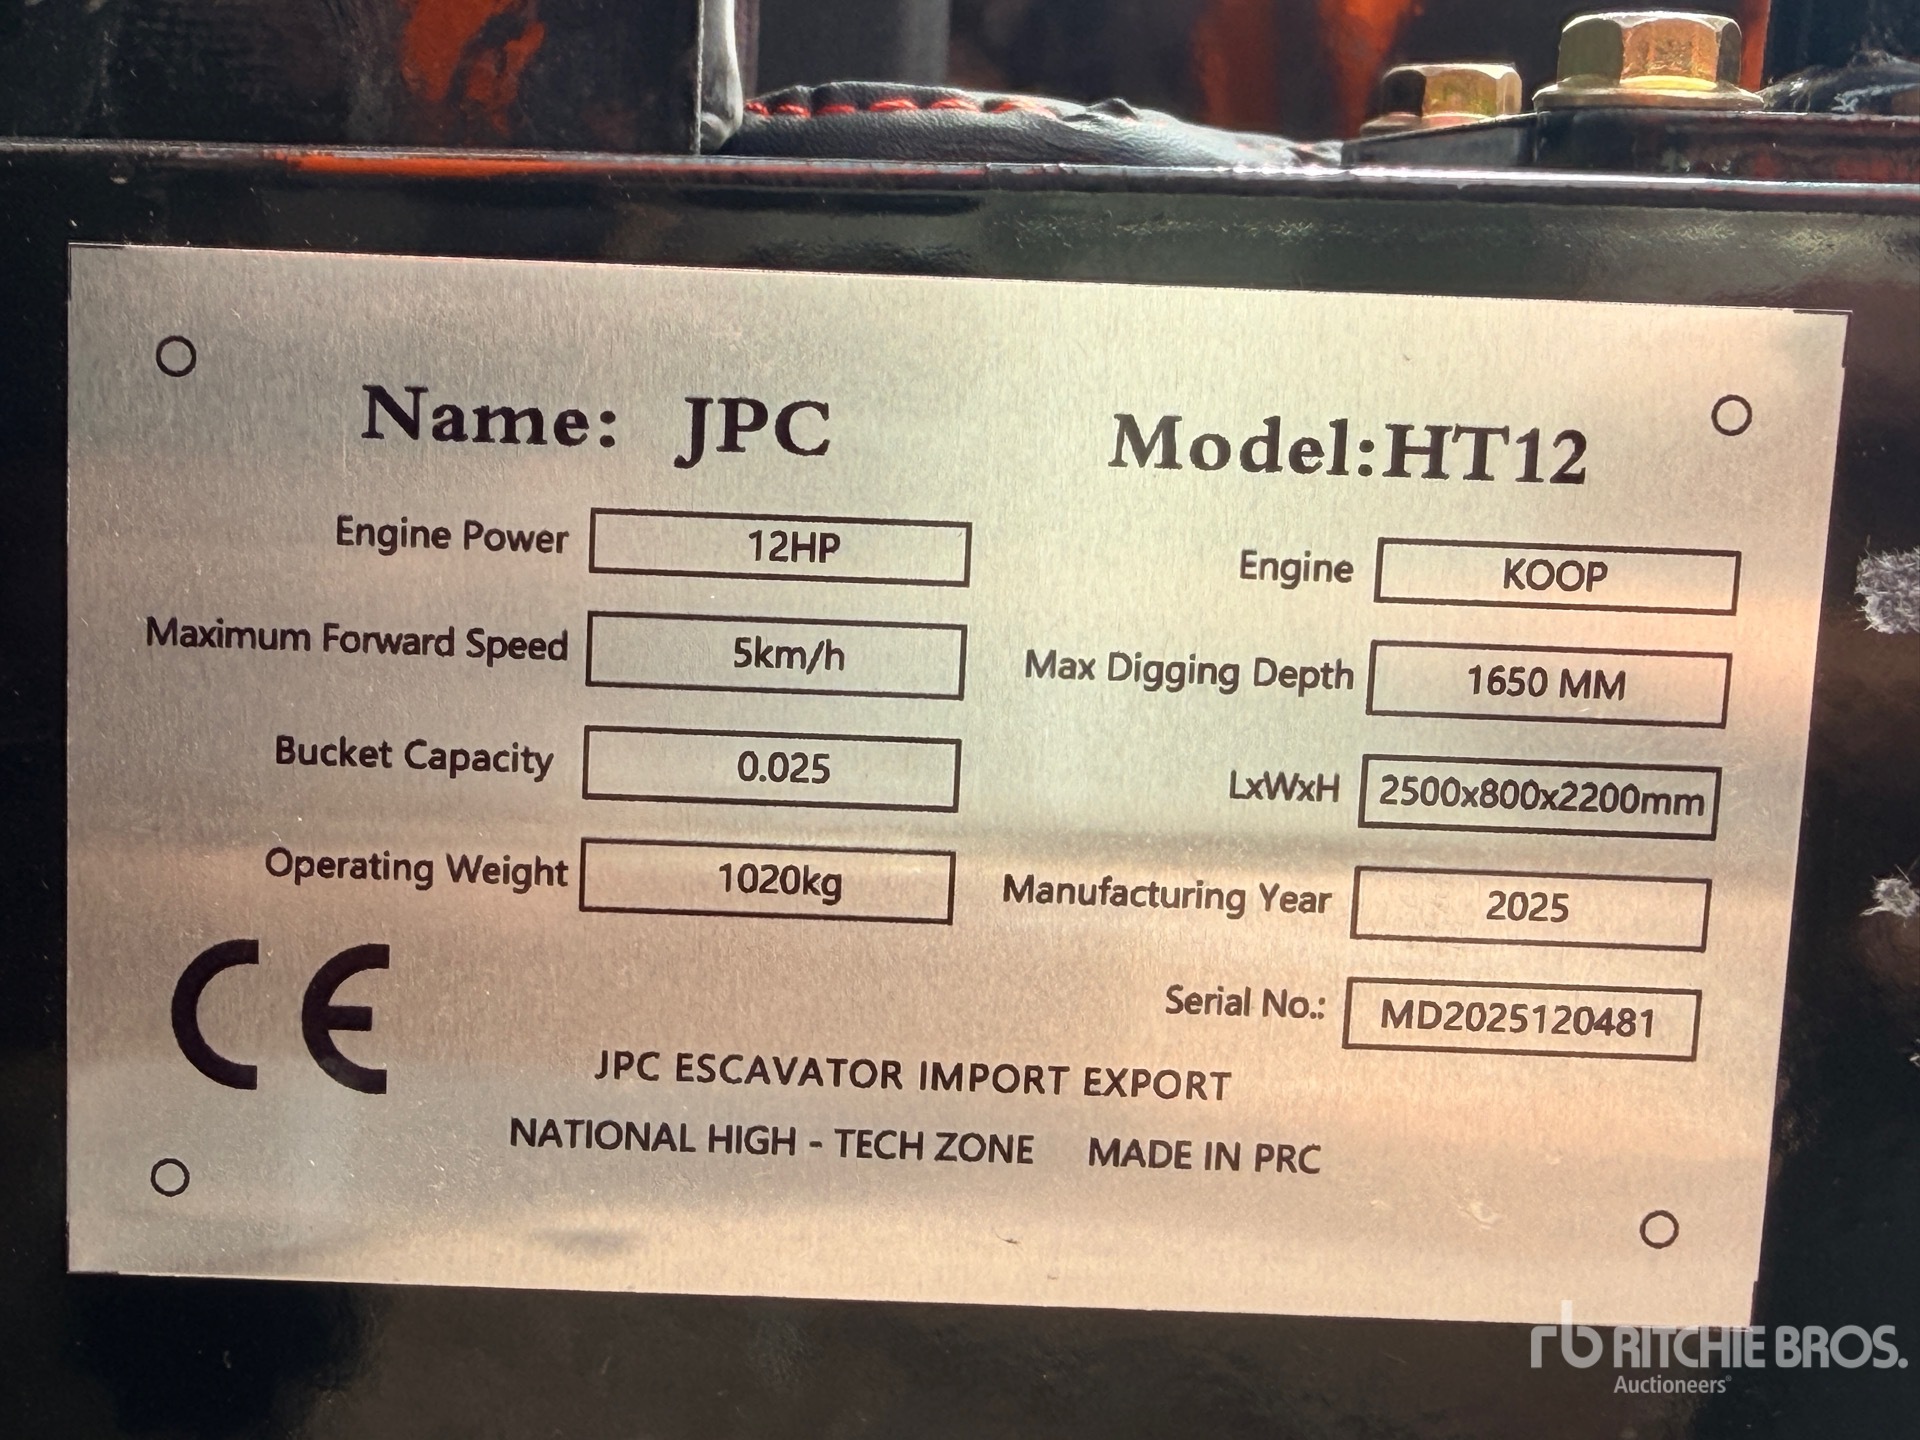 Name: JPC
Model:HT12
Engine Power 12HP
Engine KOOP
Maximum Forward Speed 5km/h
Max Digging Depth 1650 MM
Bucket Capacity 0.025
LxWxH 2500x800x2200mm
Operating Weight 1020kg
Manufacturing Year 2025
Serial No.: MD2025120481
CE
JPC ESCAVATOR IMPORT EXPORT
NATIONAL HIGH - TECH ZONE MADE IN PRC
rb RITCHIE BROS.
Auctioneers®